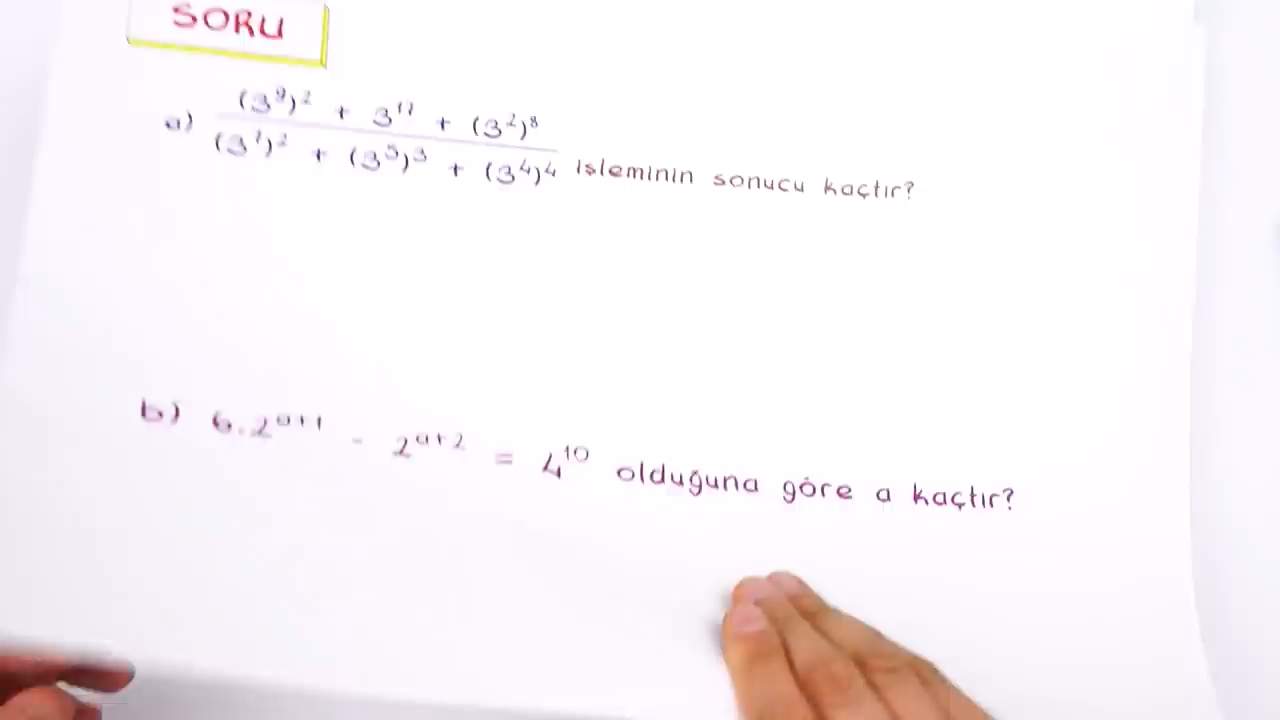 SORU
a) (3⁹)² + 3¹⁷ + (3²)⁸
(3⁷)² + (3⁵)³ + (3⁴)⁴ işleminin sonucu kaçtır?
b) 6.2ᵃ⁺¹ - 2ᵃ⁺² = 4¹⁰ olduğuna göre a kaçtır?